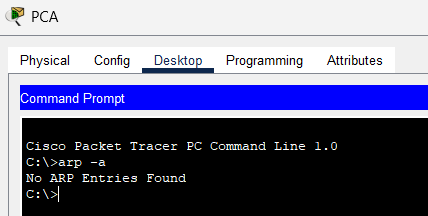 PCA
Physical Config Desktop Programming Attributes
Command Prompt
Cisco Packet Tracer PC Command Line 1.0
C:\>arp -a
No ARP Entries Found
C:\>